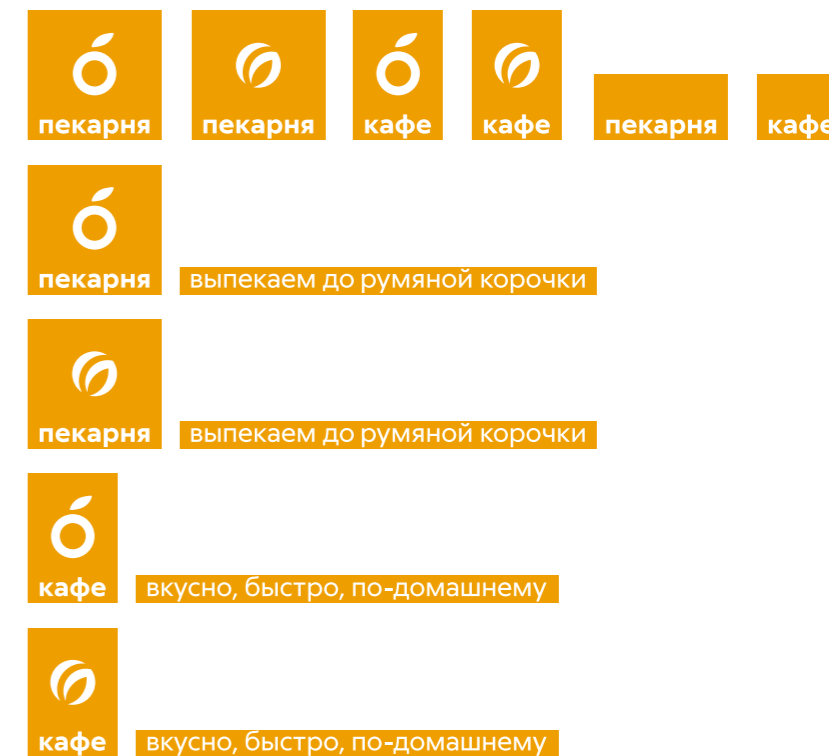 пекарня пекарня кафе кафе пекарня кафе
пекарня выпекаем до румяной корочки
пекарня выпекаем до румяной корочки
кафе вкусно, быстро, по-домашнему
кафе вкусно, быстро, по-домашнему